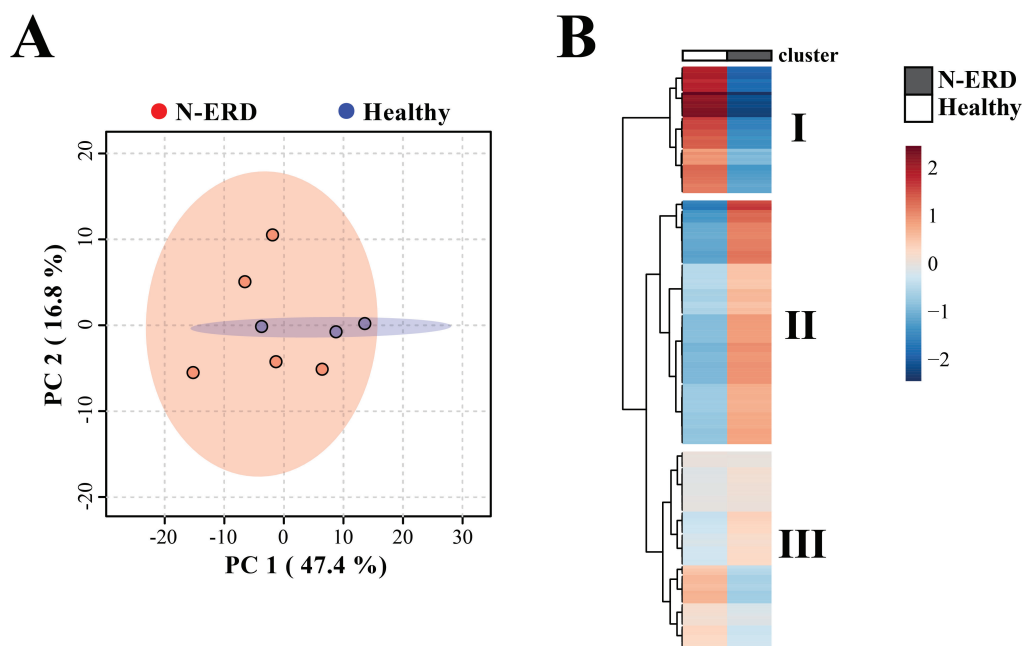 A
N-ERD Healthy
20
10
0
-10
-20
PC 2 ( 16.8 %)
-20 -10 0 10 20 30
PC 1 ( 47.4 %)
B
cluster
I
II
III
N-ERD
Healthy
2
1
0
−1
−2